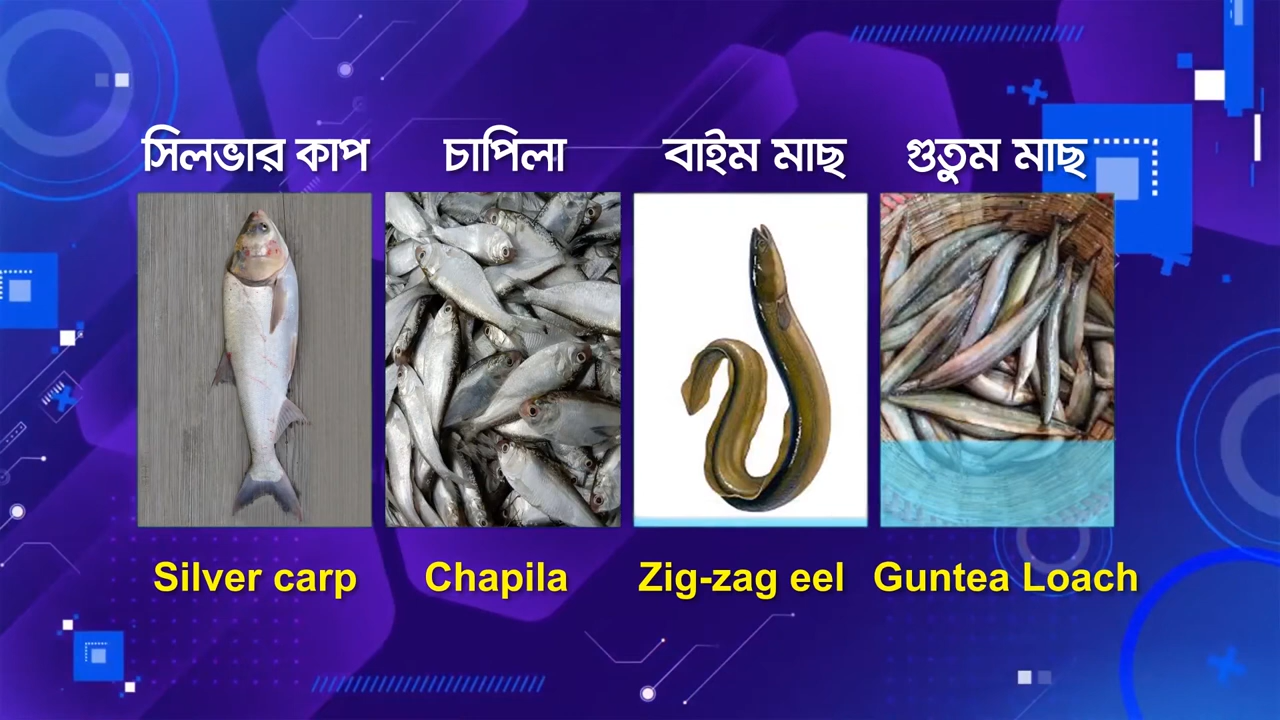 সিলভার কাপ
চাপিলা
বাইম মাছ
গুতুম মাছ
Silver carp
Chapila
Zig-zag eel
Guntea Loach